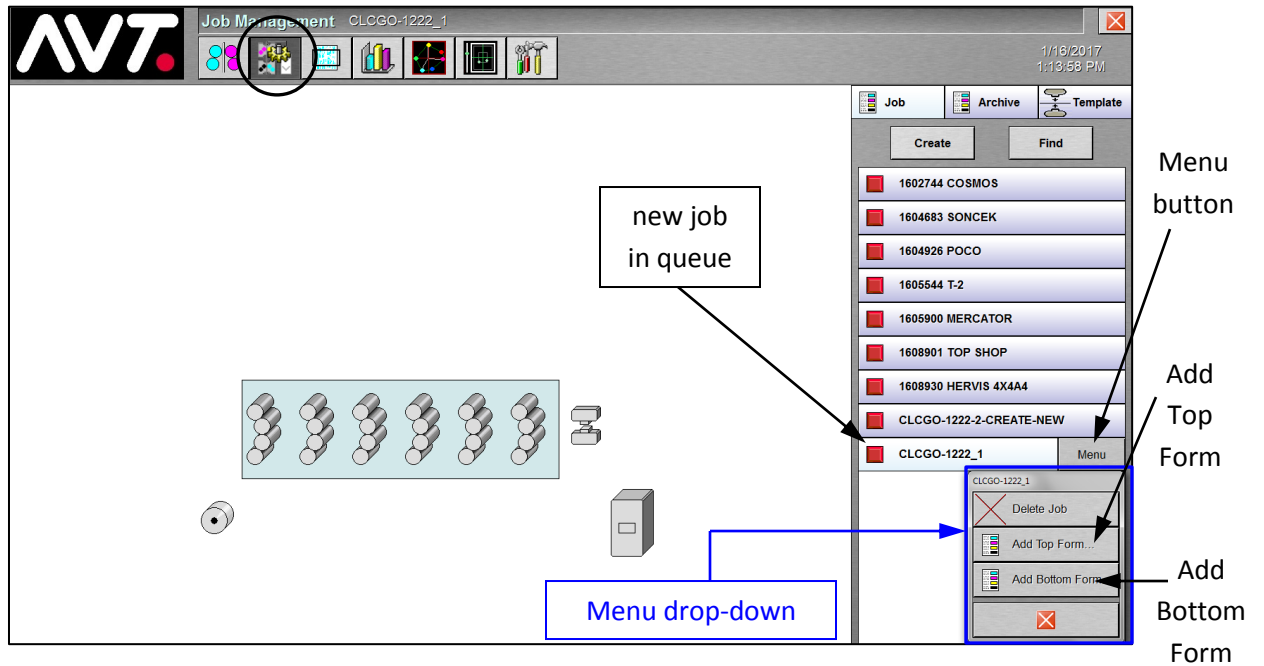 AVT.
Job Management CLCGO-1222_1
1/16/2017
1:13:58 PM
Job
Archive
Template
Create
Find
1602744 COSMOS
1604683 SONCEK
1604926 POCO
1605544 T-2
1605900 MERCATOR
1608901 TOP SHOP
1608930 HERVIS 4X4A4
CLCGO-1222-2-CREATE-NEW
CLCGO-1222_1
Menu
CLCGO-1222_1
Delete Job
Add Top Form...
Add Bottom Form
new job
in queue
Menu drop-down
Menu
button
Add
Top
Form
Add
Bottom
Form